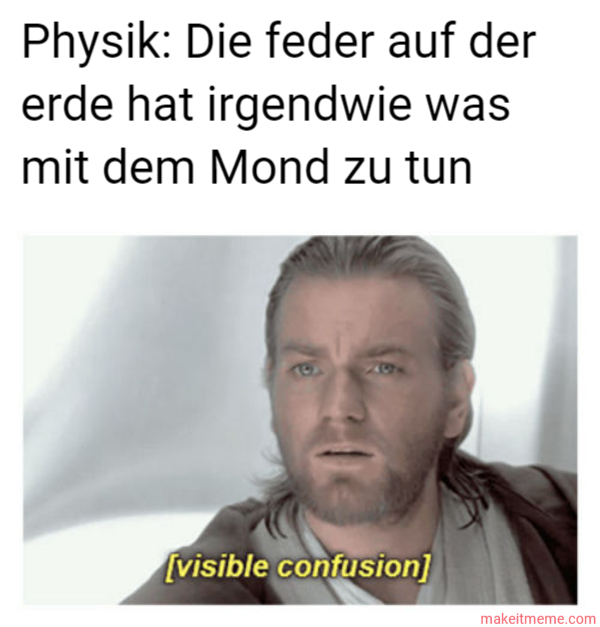 Physik: Die feder auf der
erde hat irgendwie was
mit dem Mond zu tun
[visible confusion]
makeitmeme.com